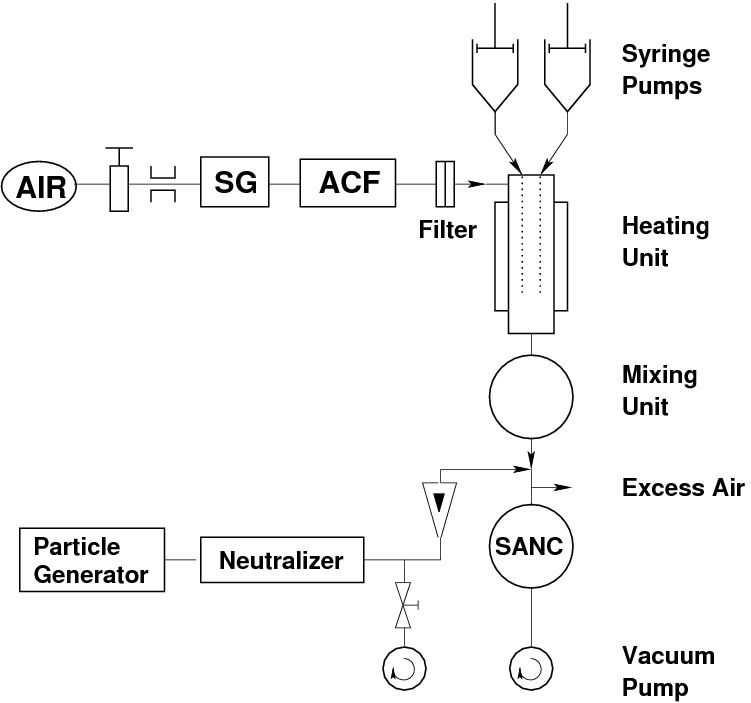 Syringe
Pumps
AIR
SG
ACF
Filter
Heating
Unit
Mixing
Unit
Excess Air
Particle
Generator
Neutralizer
SANC
Vacuum
Pump